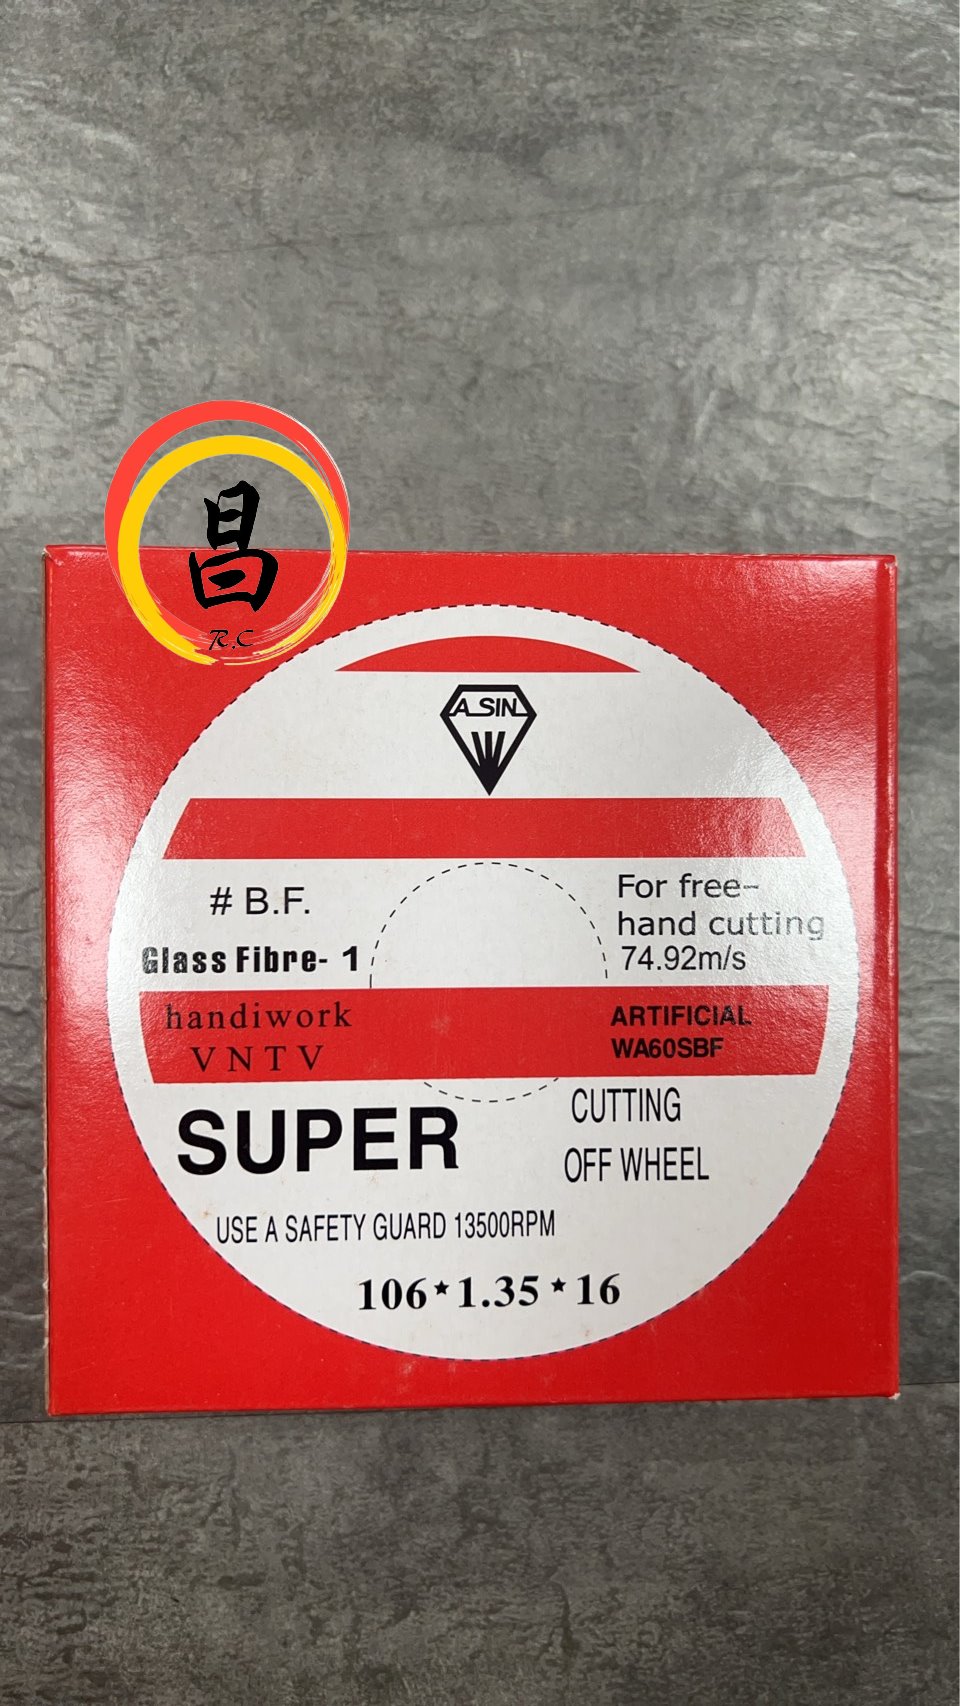 昌
R.C
A SIN
# B.F.
Glass Fibre- 1
For free-
hand cutting
74.92m/s
handiwork
VNTV
ARTIFICIAL
WA60SBF
SUPER
CUTTING
OFF WHEEL
USE A SAFETY GUARD 13500RPM
106*1.35*16